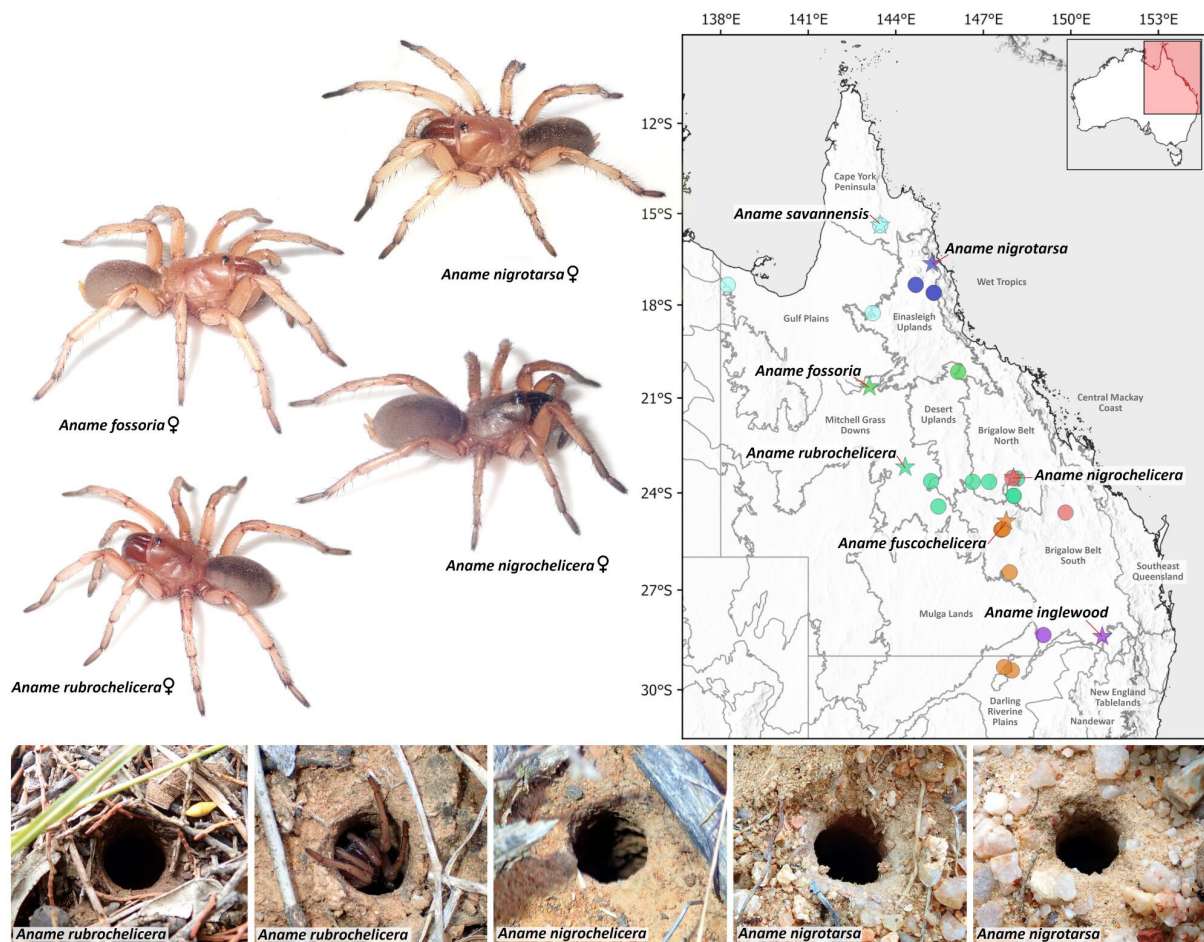 Aname nigrotarsa♀
Aname fossoria♀
Aname nigrochelicera♀
Aname rubrochelicera♀
138°E 141°E 144°E 147°E 150°E 153°E
12°S
15°S
18°S
21°S
24°S
27°S
30°S
Cape York
Peninsula
Aname savannensis
Aname nigrotarsa
Wet Tropics
Gulf Plains
Einasleigh
Uplands
Aname fossoria
Mitchell Grass
Downs
Desert
Uplands
Central Mackay
Coast
Brigalow Belt
North
Aname rubrochelicera
Aname nigrochelicera
Aname fuscochelicera
Brigalow Belt
South
Southeast
Queensland
Mulga Lands
Aname inglewood
Darling
Riverine
Plains
New England
Tablelands
Nandewar
Aname rubrochelicera
Aname rubrochelicera
Aname nigrochelicera
Aname nigrotarsa
Aname nigrotarsa